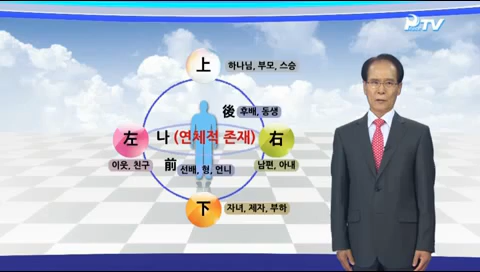 PTV
上
하나님, 부모, 스승
後 후배, 동생
左 나 (연체적 존재) 右
이웃, 친구
前 선배, 형, 언니
남편, 아내
下
자녀, 제자, 부하